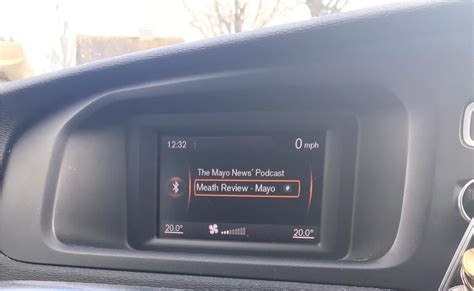 12:32 0 mph
The Mayo News' Podcast
Meath Review - Mayo
20.0° 20.0°